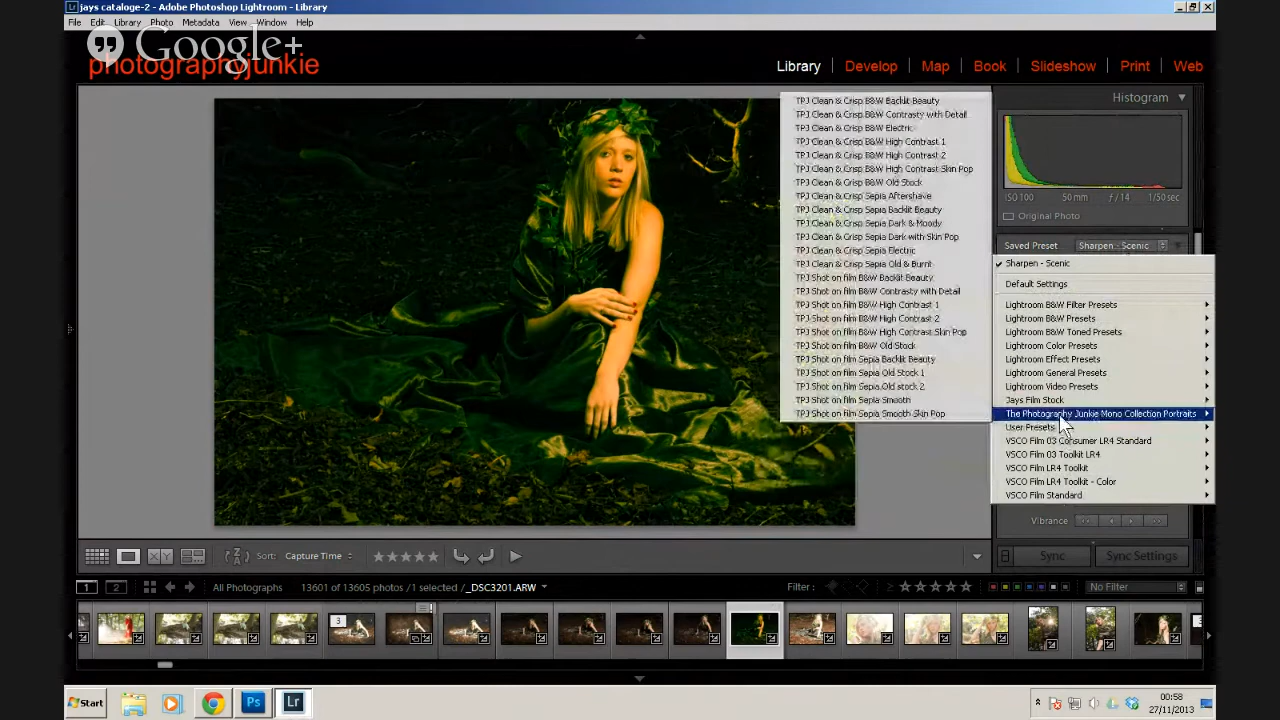 jays cataloge-2 - Adobe Photoshop Lightroom - Library
File Edit Library Photo Metadata View Window Help
Google+
photographyjunkie
Library | Develop | Map | Book | Slideshow | Print | Web
Histogram
ISO 100 50 mm ƒ / 14 1/50 sec
Original Photo
Saved Preset Sharpen - Scenic
TPJ Clean & Crisp B&W Backlit Beauty
TPJ Clean & Crisp B&W Contrasty with Detail
TPJ Clean & Crisp B&W Electric
TPJ Clean & Crisp B&W High Contrast 1
TPJ Clean & Crisp B&W High Contrast 2
TPJ Clean & Crisp B&W High Contrast Skin Pop
TPJ Clean & Crisp B&W Old Stock
TPJ Clean & Crisp Sepia Aftershave
TPJ Clean & Crisp Sepia Backlit Beauty
TPJ Clean & Crisp Sepia Dark & Moody
TPJ Clean & Crisp Sepia Dark with Skin Pop
TPJ Clean & Crisp Sepia Electric
TPJ Clean & Crisp Sepia Old & Burnt
TPJ Shot on film B&W Backlit Beauty
TPJ Shot on film B&W Contrasty with Detail
TPJ Shot on film B&W High Contrast 1
TPJ Shot on film B&W High Contrast 2
TPJ Shot on film B&W High Contrast Skin Pop
TPJ Shot on film B&W Old Stock
TPJ Shot on film Sepia Backlit Beauty
TPJ Shot on film Sepia Old Stock 1
TPJ Shot on film Sepia Old stock 2
TPJ Shot on film Sepia Smooth
TPJ Shot on film Sepia Smooth Skin Pop
Sharpen - Scenic
Default Settings
Lightroom B&W Filter Presets
Lightroom B&W Presets
Lightroom B&W Toned Presets
Lightroom Color Presets
Lightroom Effect Presets
Lightroom General Presets
Lightroom Video Presets
Jays Film Stock
The Photography Junkie Mono Collection Portraits
User Presets
VSCO Film 03 Consumer LR4 Standard
VSCO Film 03 Toolkit LR4
VSCO Film LR4 Toolkit
VSCO Film LR4 Toolkit - Color
VSCO Film Standard
Vibrance
XY Sort: Capture Time Sync Sync Settings
1 2 All Photographs 13601 of 13605 photos /1 selected /_DSC3201.ARW Filter : No Filter
3
Start Ps Lr 00:58
27/11/2013